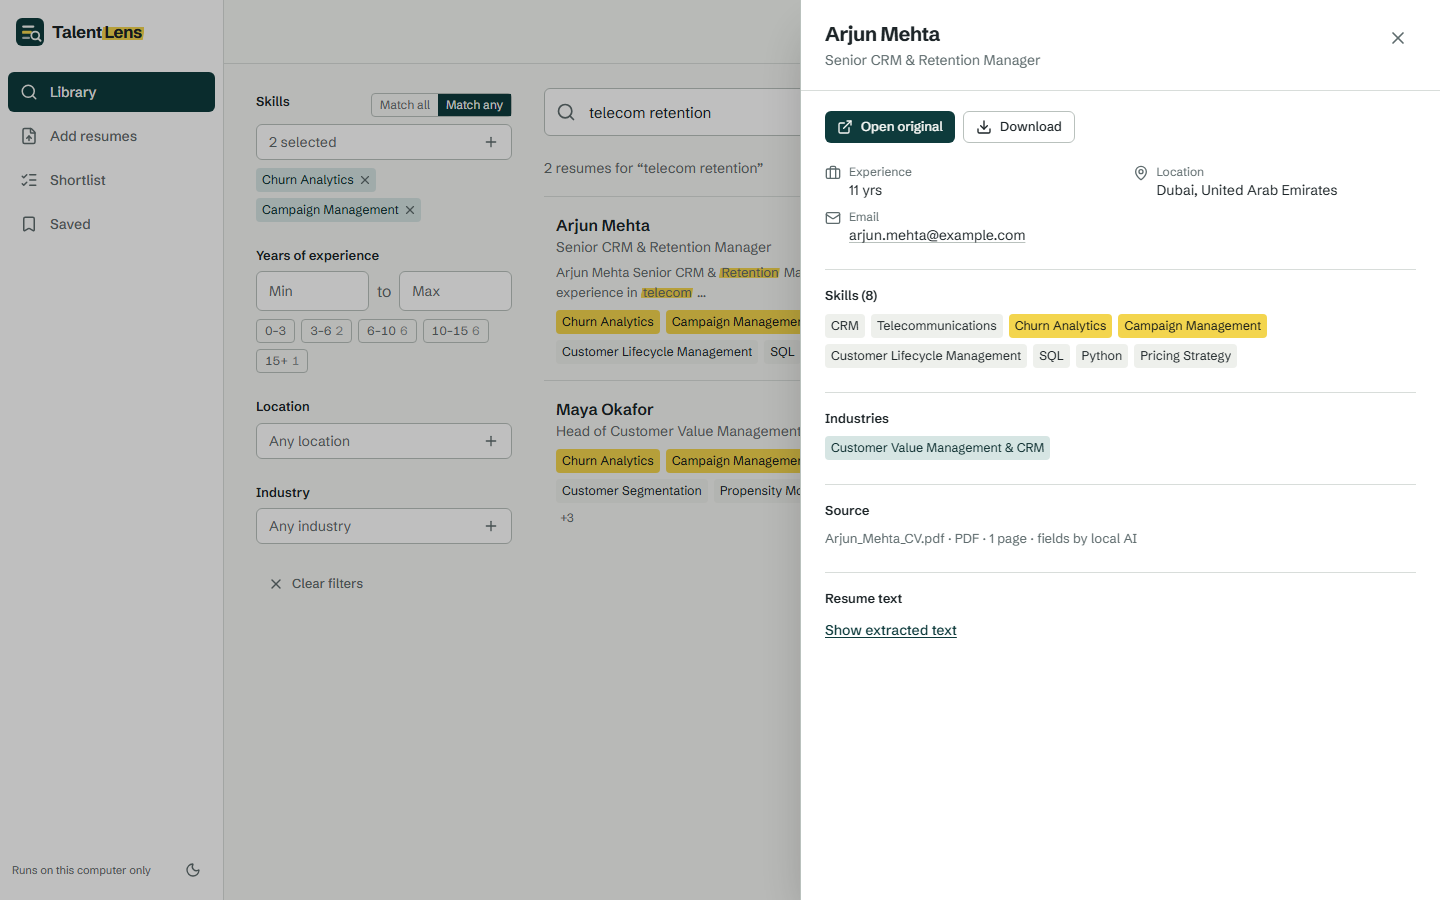 TalentLens
Library
Add resumes
Shortlist
Saved
Runs on this computer only
Skills
Match all Match any
2 selected
Churn Analytics
Campaign Management
Years of experience
Min to Max
0-3 3-6 2 6-10 6 10-15 6
15+ 1
Location
Any location
Industry
Any industry
Clear filters
telecom retention
2 resumes for “telecom retention”
Arjun Mehta
Senior CRM & Retention Manager
Arjun Mehta Senior CRM & Retention Ma
experience in telecom ...
Churn Analytics Campaign Managemen
Customer Lifecycle Management SQL
Maya Okafor
Head of Customer Value Management
Churn Analytics Campaign Managemen
Customer Segmentation Propensity Mo
+3
Arjun Mehta
Senior CRM & Retention Manager
Open original Download
Experience
11 yrs
Location
Dubai, United Arab Emirates
Email
arjun.mehta@example.com
Skills (8)
CRM Telecommunications Churn Analytics Campaign Management
Customer Lifecycle Management SQL Python Pricing Strategy
Industries
Customer Value Management & CRM
Source
Arjun_Mehta_CV.pdf · PDF · 1 page · fields by local AI
Resume text
Show extracted text